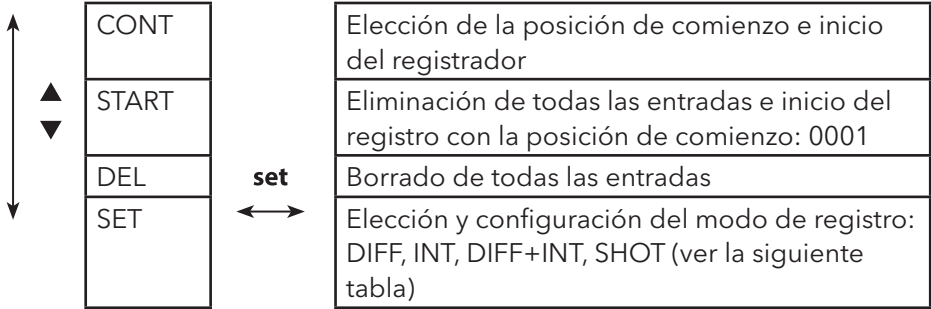 CONT
Elección de la posición de comienzo e inicio
del registrador
START
Eliminación de todas las entradas e inicio del
registro con la posición de comienzo: 0001
DEL
set
Borrado de todas las entradas
SET
Elección y configuración del modo de registro:
DIFF, INT, DIFF+INT, SHOT (ver la siguiente
tabla)